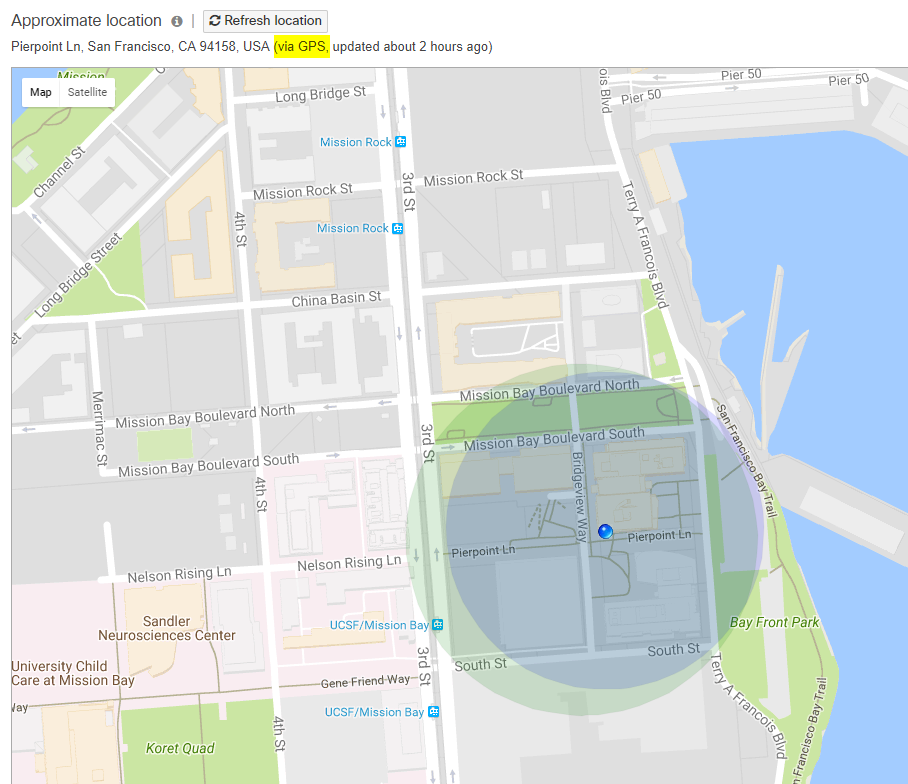 Approximate location | Refresh location
Pierpoint Ln, San Francisco, CA 94158, USA (via GPS, updated about 2 hours ago)
Mission
Map Satellite
Long Bridge St
ois Blvd
Pier 50
Pier 50
Pier 50
Mission Rock
Channel St
Mission Rock St
Mission Rock St
3rd St
Terry A Francois Blvd
4th St
Mission Rock
Long Bridge Street
China Basin St
et
Merrimac St
Mission Bay Boulevard North
Mission Bay Boulevard North
San Francisco Bay Trail
3rd St
Mission Bay Boulevard South
Mission Bay Boulevard South
4th St
Bridgeview Way
Pierpoint Ln
Pierpoint Ln
Nelson Rising Ln
Nelson Rising Ln
Sandler
Neurosciences Center
UCSF/Mission Bay
Bay Front Park
University Child
Care at Mission Bay
3rd St
South St
South St
Gene Friend Way
Terry A Francois Blvd
n Francisco Bay Trail
Way
UCSF/Mission Bay
4th St
Koret Quad